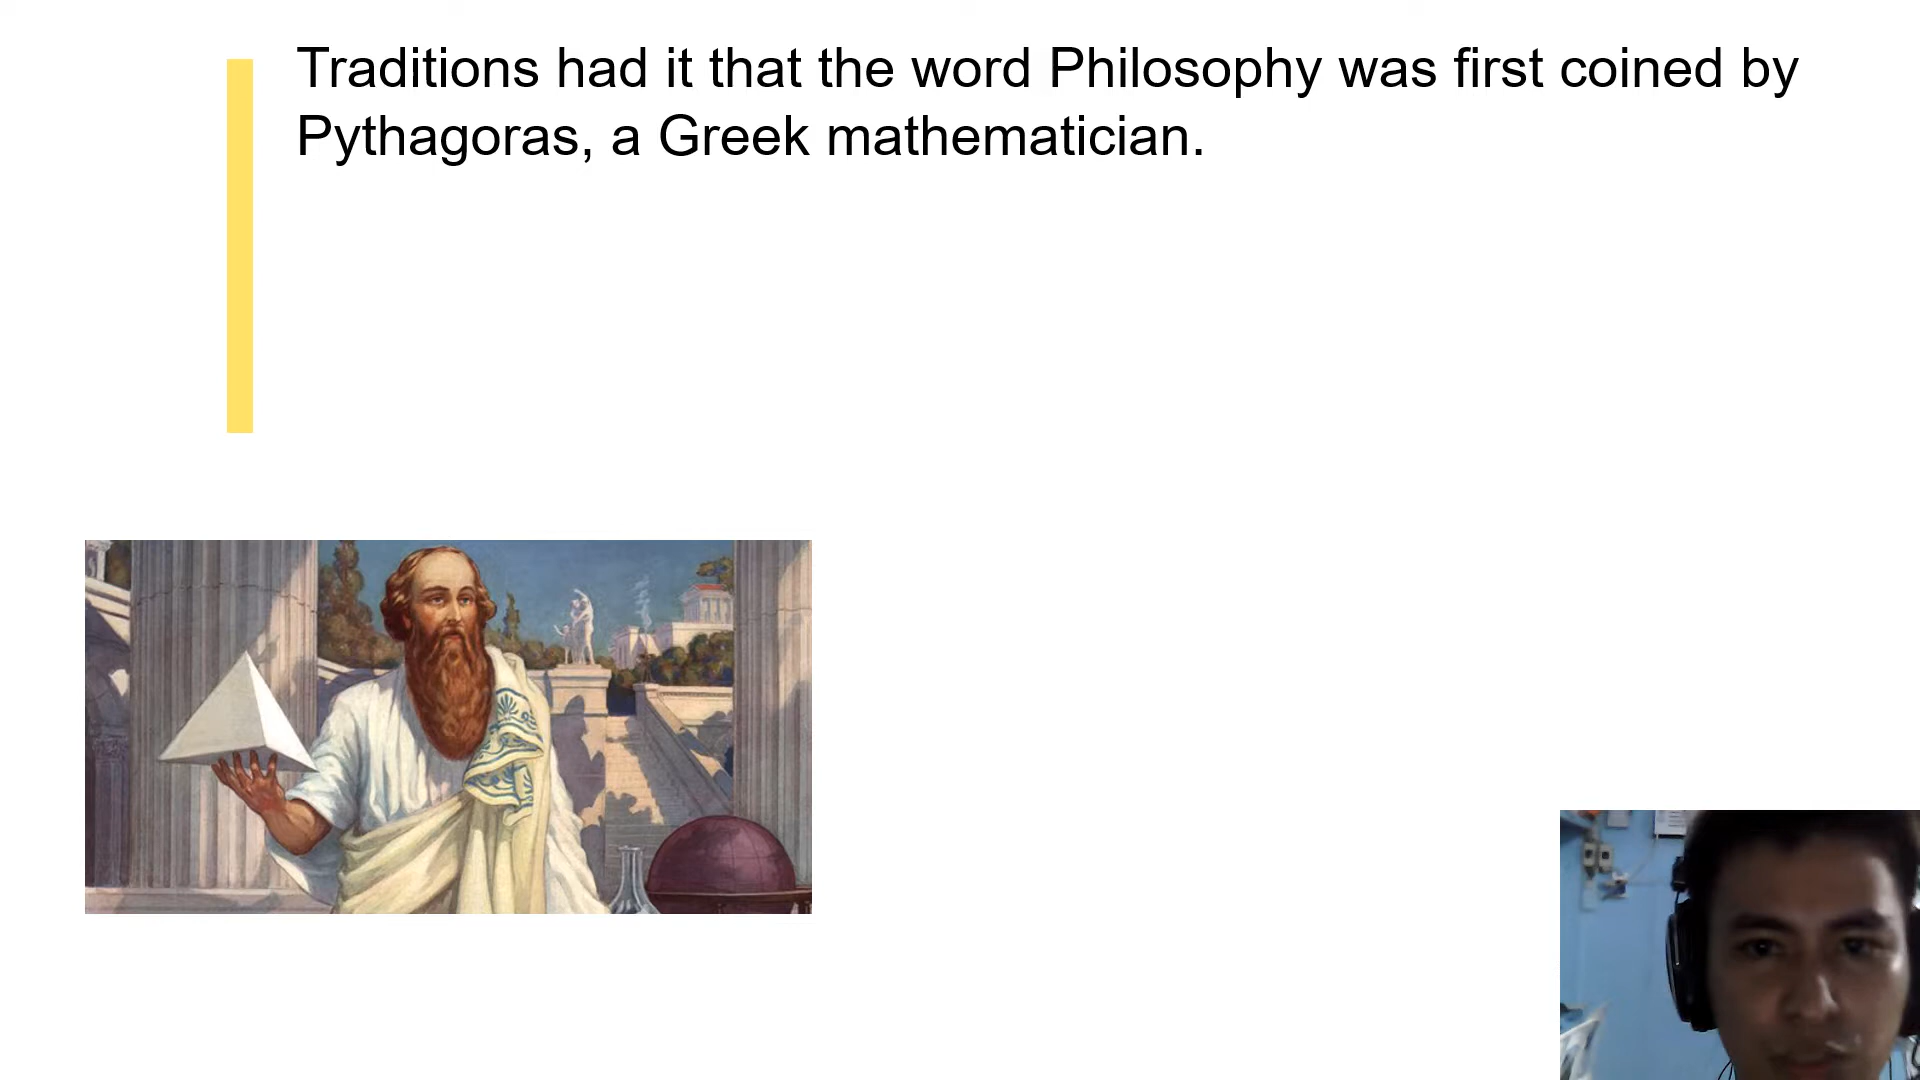 Traditions had it that the word Philosophy was first coined by
Pythagoras, a Greek mathematician.